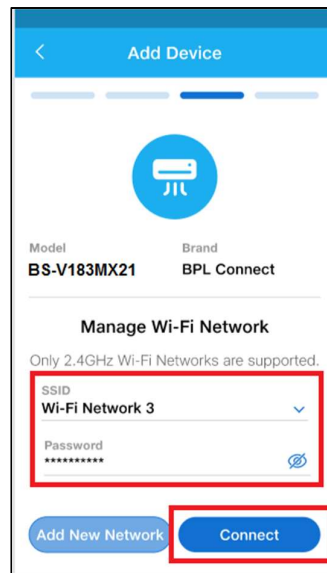 Add Device
Model Brand
BS-V183MX21 BPL Connect
Manage Wi-Fi Network
Only 2.4GHz Wi-Fi Networks are supported.
SSID
Wi-Fi Network 3
Password
**********
Add New Network Connect